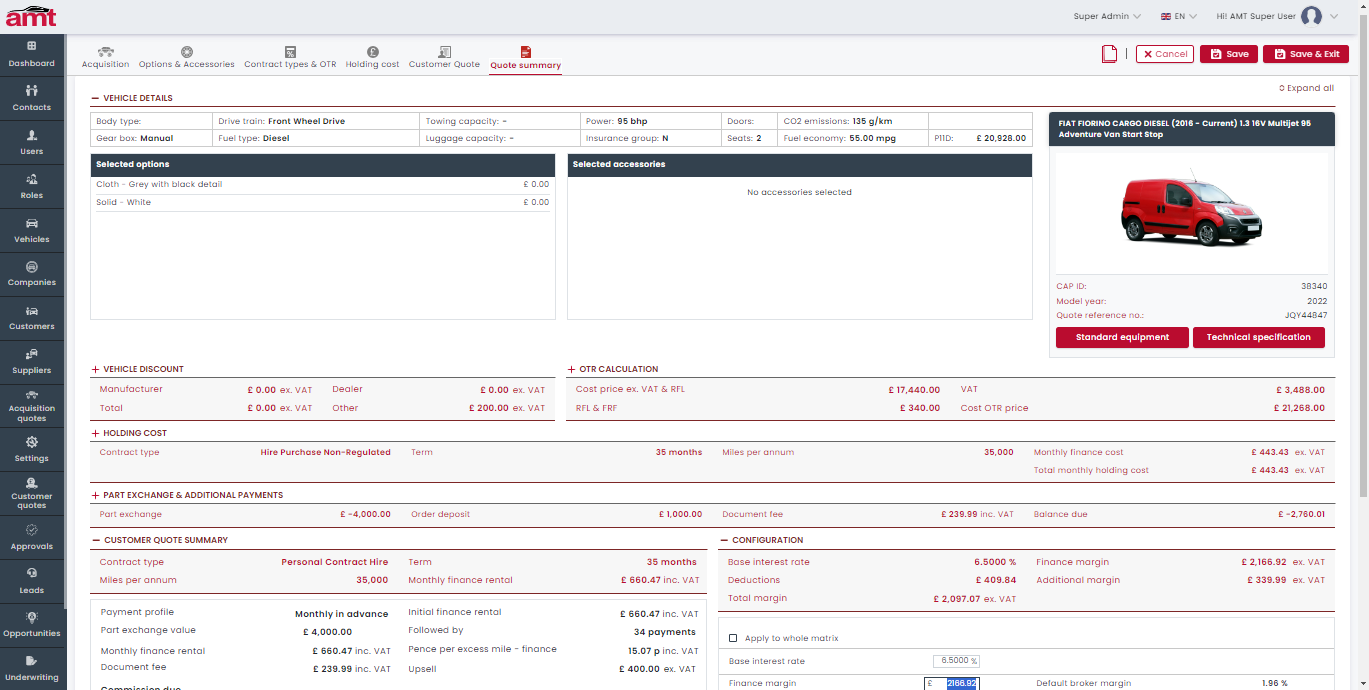 amt
Super Admin
EN
Hi! AMT Super User
Dashboard
Contacts
Users
Roles
Vehicles
Companies
Customers
Suppliers
Acquisition
quotes
Settings
Customer
quotes
Approvals
Leads
Opportunities
Underwriting
Acquisition
Options & Accessories
Contract types & OTR
Holding cost
Customer Quote
Quote summary
Cancel
Save
Save & Exit
Expand all
VEHICLE DETAILS
Body type:
Drive train: Front Wheel Drive
Towing capacity: -
Power: 95 bhp
Doors:
CO2 emissions: 135 g/km
Gear box: Manual
Fuel type: Diesel
Luggage capacity: -
Insurance group: N
Seats: 2
Fuel economy: 55.00 mpg
P11D: £ 20,928.00
Selected options
Cloth - Grey with black detail £ 0.00
Solid - White £ 0.00
Selected accessories
No accessories selected
FIAT FIORINO CARGO DIESEL (2016 - Current) 1.3 16V Multijet 95
Adventure Van Start Stop
CAP ID: 38340
Model year: 2022
Quote reference no.: JQY44847
Standard equipment
Technical specification
VEHICLE DISCOUNT
Manufacturer £ 0.00 ex. VAT Dealer £ 0.00 ex. VAT
Total £ 0.00 ex. VAT Other £ 200.00 ex. VAT
OTR CALCULATION
Cost price ex. VAT & RFL £ 17,440.00 VAT £ 3,488.00
RFL & FRF £ 340.00 Cost OTR price £ 21,268.00
HOLDING COST
Contract type Hire Purchase Non-Regulated Term 35 months Miles per annum 35,000 Monthly finance cost £ 443.43 ex. VAT
Total monthly holding cost £ 443.43 ex. VAT
PART EXCHANGE & ADDITIONAL PAYMENTS
Part exchange £ -4,000.00 Order deposit £ 1,000.00 Document fee £ 239.99 inc. VAT Balance due £ -2,760.01
CUSTOMER QUOTE SUMMARY
Contract type Personal Contract Hire Term 35 months
Miles per annum 35,000 Monthly finance rental £ 660.47 inc. VAT
Payment profile Monthly in advance Initial finance rental £ 660.47 inc. VAT
Part exchange value £ 4,000.00 Followed by 34 payments
Monthly finance rental £ 660.47 inc. VAT Pence per excess mile - finance 15.07 p inc. VAT
Document fee £ 239.99 inc. VAT Upsell £ 400.00 ex. VAT
Commission due
CONFIGURATION
Base interest rate 6.5000 % Finance margin £ 2,166.92 ex. VAT
Deductions £ 409.84 Additional margin £ 339.99 ex. VAT
Total margin £ 2,097.07 ex. VAT
Apply to whole matrix
Base interest rate 6.5000 %
Finance margin £ 2166.92 Default broker margin 1.96 %